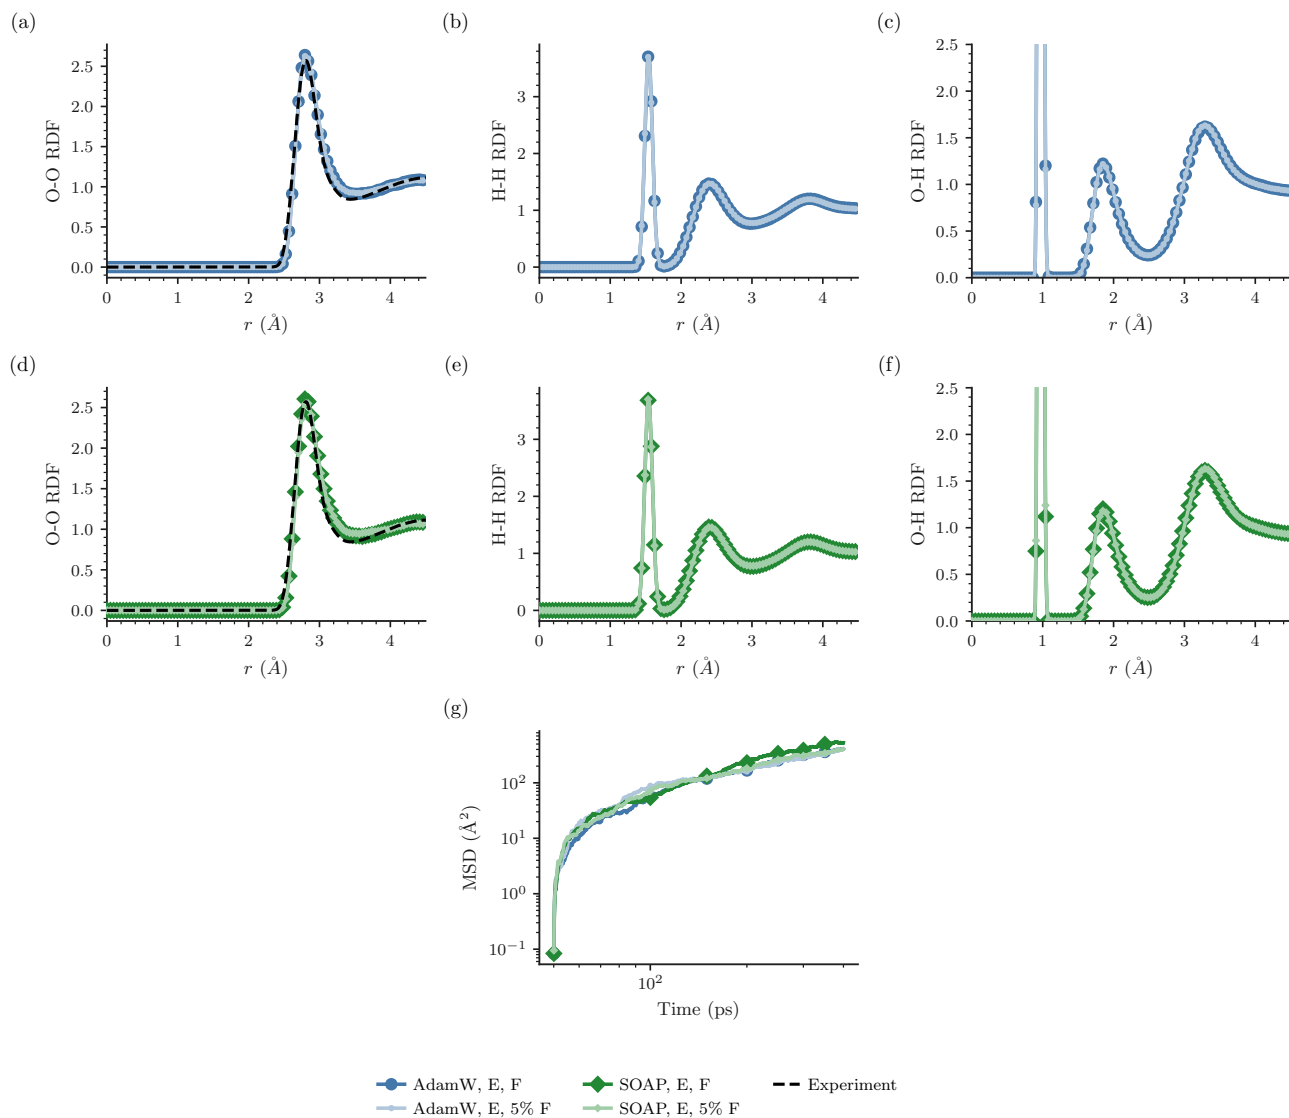 (a)
(b)
(c)
O-O RDF
2.5
2.0
1.5
1.0
0.5
0.0
0 1 2 3 4
r (Å)
H-H RDF
3
2
1
0
0 1 2 3 4
r (Å)
O-H RDF
2.5
2.0
1.5
1.0
0.5
0.0
0 1 2 3 4
r (Å)
(d)
(e)
(f)
O-O RDF
2.5
2.0
1.5
1.0
0.5
0.0
0 1 2 3 4
r (Å)
H-H RDF
3
2
1
0
0 1 2 3 4
r (Å)
O-H RDF
2.5
2.0
1.5
1.0
0.5
0.0
0 1 2 3 4
r (Å)
(g)
MSD (Å²)
10²
10¹
10⁰
10⁻¹
10²
Time (ps)
AdamW, E, F
AdamW, E, 5% F
SOAP, E, F
SOAP, E, 5% F
Experiment